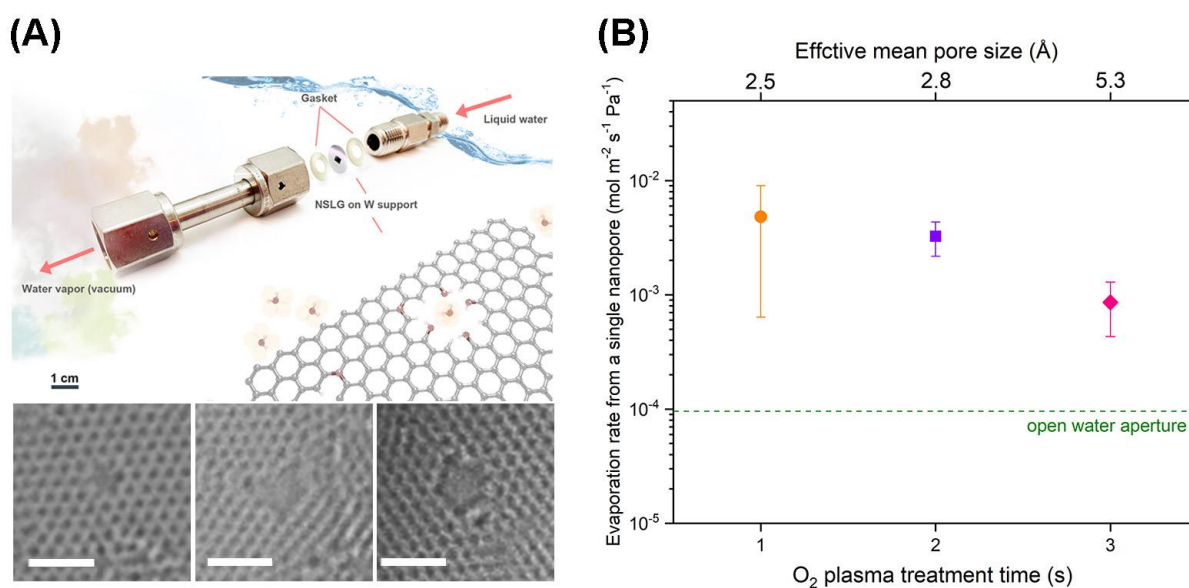 (A)
Gasket
Liquid water
NSLG on W support
Water vapor (vacuum)
1 cm
(B)
Effctive mean pore size (Å)
2.5 2.8 5.3
Evaporation rate from a single nanopore (mol m⁻² s⁻¹ Pa⁻¹)
10⁻²
10⁻³
10⁻⁴
10⁻⁵
open water aperture
1 2 3
O₂ plasma treatment time (s)